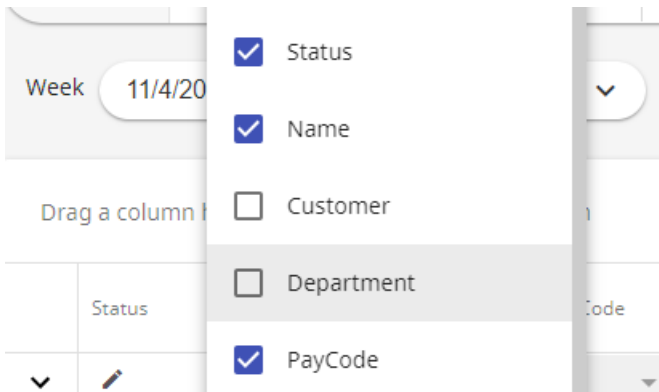 Status
Week 11/4/20
Name
Customer
Drag a column
Department
Status
PayCode